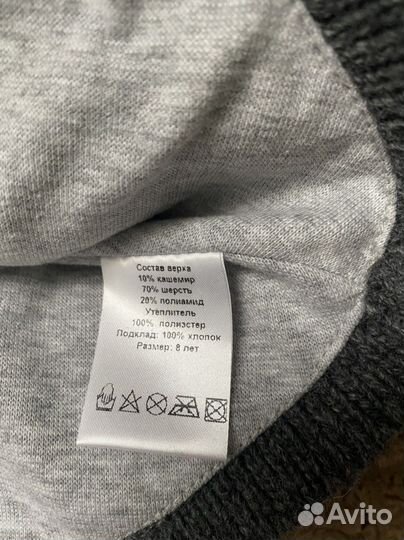 Состав верха
10% кашемир
70% шерсть
20% полиамид
Утеплитель
100% полиэстер
Подклад: 100% хлопок
Размер: 8 лет
Avito